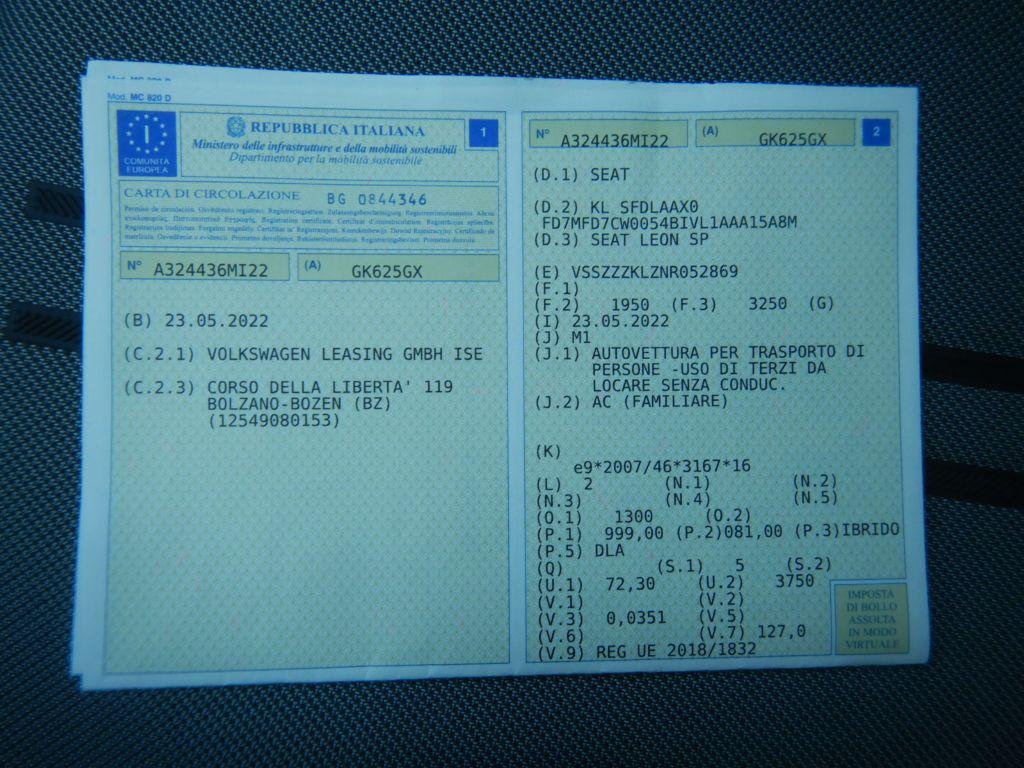 Mod. MC 820 D
I
COMUNITÀ
EUROPEA
REPUBBLICA ITALIANA
Ministero delle infrastrutture e della mobilità sostenibili
Dipartimento per la mobilità sostenibile
1
CARTA DI CIRCOLAZIONE BG 0844346
N° A324436MI22 (A) GK625GX
(B) 23.05.2022
(C.2.1) VOLKSWAGEN LEASING GMBH ISE
(C.2.3) CORSO DELLA LIBERTA' 119
BOLZANO-BOZEN (BZ)
(12549080153)
N° A324436MI22 (A) GK625GX 2
(D.1) SEAT
(D.2) KL SFDLAAX0
FD7MFD7CW0054BIVL1AAA15A8M
(D.3) SEAT LEON SP
(E) VSSZZZKLZNR052869
(F.1)
(F.2) 1950 (F.3) 3250 (G)
(I) 23.05.2022
(J) M1
(J.1) AUTOVETTURA PER TRASPORTO DI
PERSONE -USO DI TERZI DA
LOCARE SENZA CONDUC.
(J.2) AC (FAMILIARE)
(K)
e9*2007/46*3167*16
(L) 2 (N.1) (N.2)
(N.3) (N.4) (N.5)
(O.1) 1300 (O.2)
(P.1) 999,00 (P.2)081,00 (P.3)IBRIDO
(P.5) DLA
(Q) (S.1) 5 (S.2)
(U.1) 72,30 (U.2) 3750
(V.1) (V.2)
(V.3) 0,0351 (V.5)
(V.6) (V.7) 127,0
(V.9) REG UE 2018/1832
IMPOSTA
DI BOLLO
ASSOLTA
IN MODO
VIRTUALE